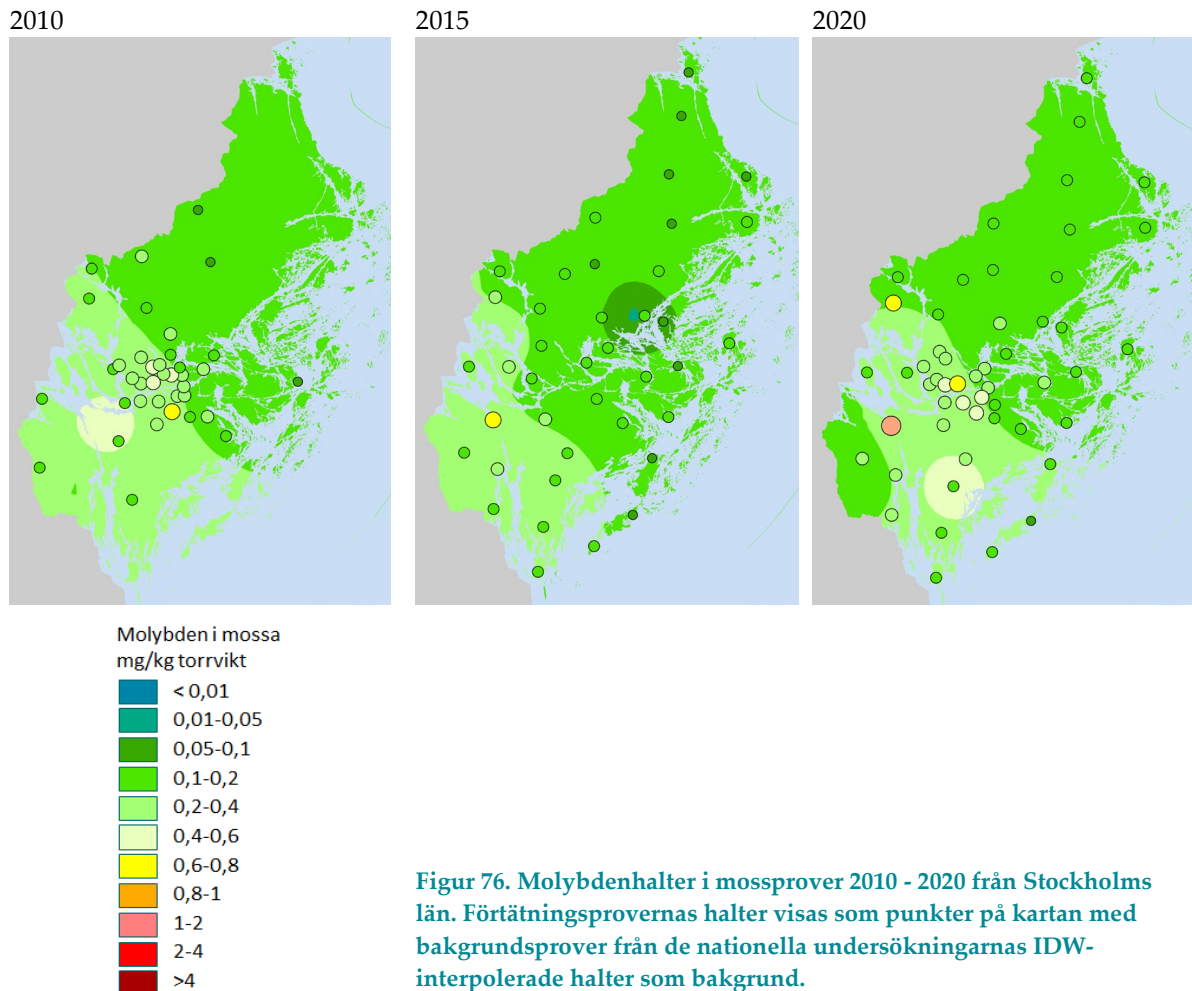 2010
2015
2020
Molybden i mossa
mg/kg torrvikt
< 0,01
0,01-0,05
0,05-0,1
0,1-0,2
0,2-0,4
0,4-0,6
0,6-0,8
0,8-1
1-2
2-4
>4
Figur 76. Molybdenhalter i mossprover 2010 - 2020 från Stockholms
län. Förtätningsprovernas halter visas som punkter på kartan med
bakgrundsprover från de nationella undersökningarnas IDW-
interpolerade halter som bakgrund.